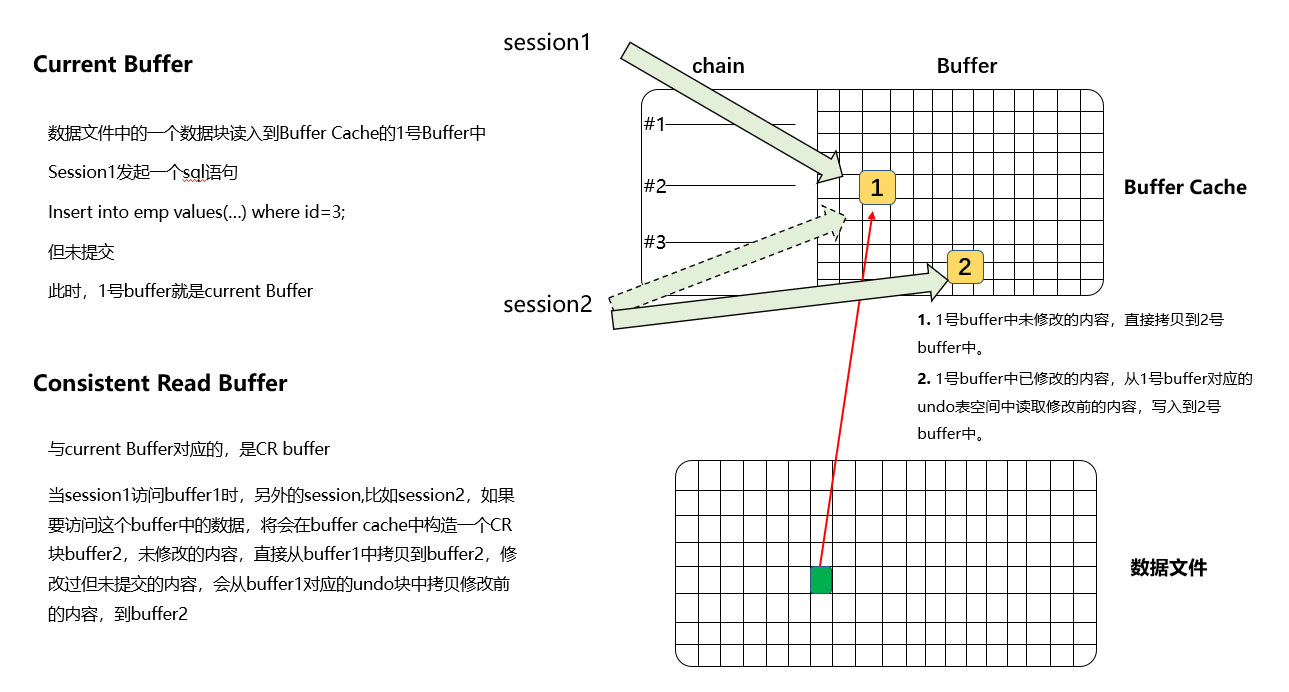 Current Buffer
数据文件中的一个数据块读入到Buffer Cache的1号Buffer中
Session1发起一个sql语句
Insert into emp values(...) where id=3;
但未提交
此时，1号buffer就是current Buffer
Consistent Read Buffer
与current Buffer对应的，是CR buffer
当session1访问buffer1时，另外的session,比如session2，如果
要访问这个buffer中的数据，将会在buffer cache中构造一个CR
块buffer2，未修改的内容，直接从buffer1中拷贝到buffer2，修
改过但未提交的内容，会从buffer1对应的undo块中拷贝修改前
的内容，到buffer2
session1
chain
Buffer
#1
#2
#3
1
2
Buffer Cache
session2
1. 1号buffer中未修改的内容，直接拷贝到2号
buffer中。
2. 1号buffer中已修改的内容，从1号buffer对应的
undo表空间中读取修改前的内容，写入到2号
buffer中。
数据文件